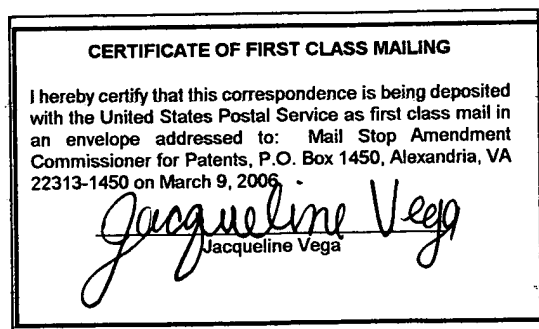 CERTIFICATE OF FIRST CLASS MAILING
I hereby certify that this correspondence is being deposited
with the United States Postal Service as first class mail in
an envelope addressed to: Mail Stop Amendment
Commissioner for Patents, P.O. Box 1450, Alexandria, VA
22313-1450 on March 9, 2006.
Jacqueline Vega
Jacqueline Vega